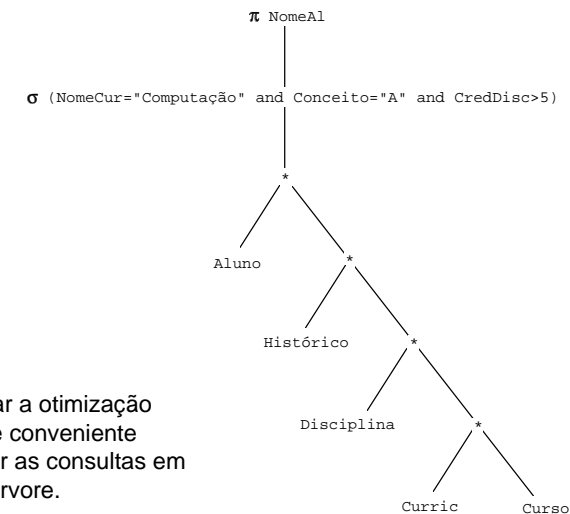 π NomeAl
σ (NomeCur="Computação" and Conceito="A" and CredDisc>5)
*
Aluno
*
Histórico
*
Disciplina
*
Curric
Curso
ar a otimização
e conveniente
r as consultas em
rvore.